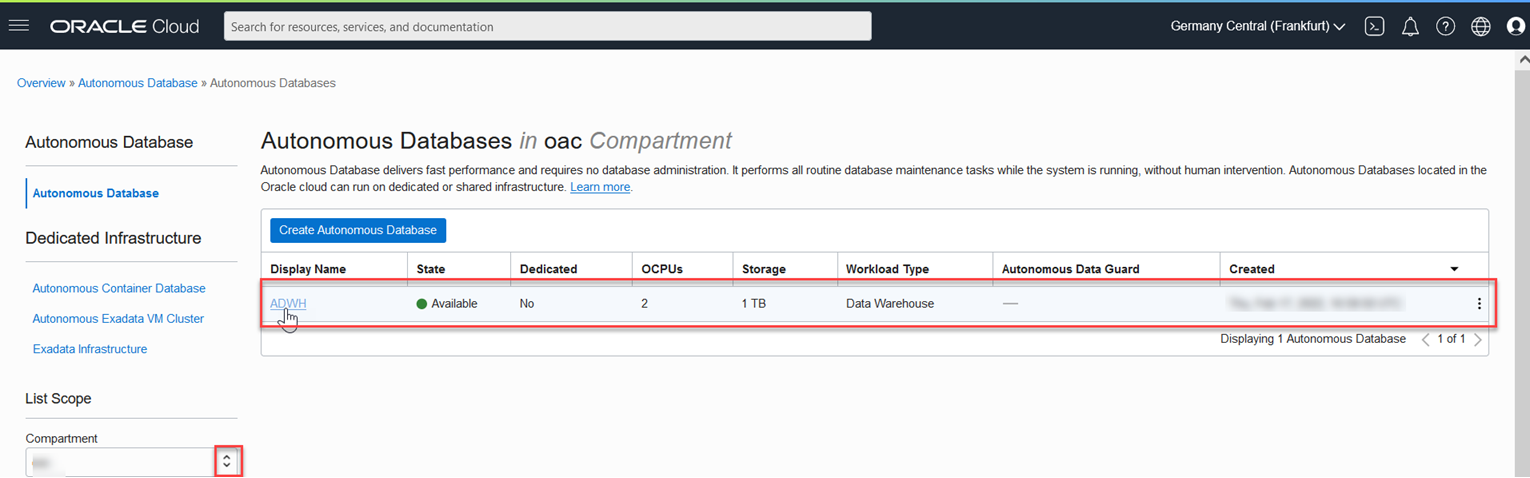 ORACLE Cloud
Search for resources, services, and documentation
Germany Central (Frankfurt)
Overview » Autonomous Database » Autonomous Databases
Autonomous Database
Autonomous Database
Dedicated Infrastructure
Autonomous Container Database
Autonomous Exadata VM Cluster
Exadata Infrastructure
List Scope
Compartment
Autonomous Databases in oac Compartment
Autonomous Database delivers fast performance and requires no database administration. It performs all routine database maintenance tasks while the system is running, without human intervention. Autonomous Databases located in the
Oracle cloud can run on dedicated or shared infrastructure. Learn more.
Create Autonomous Database
Display Name State Dedicated OCPUs Storage Workload Type Autonomous Data Guard Created
ADWH Available No 2 1 TB Data Warehouse —
Displaying 1 Autonomous Database < 1 of 1 >